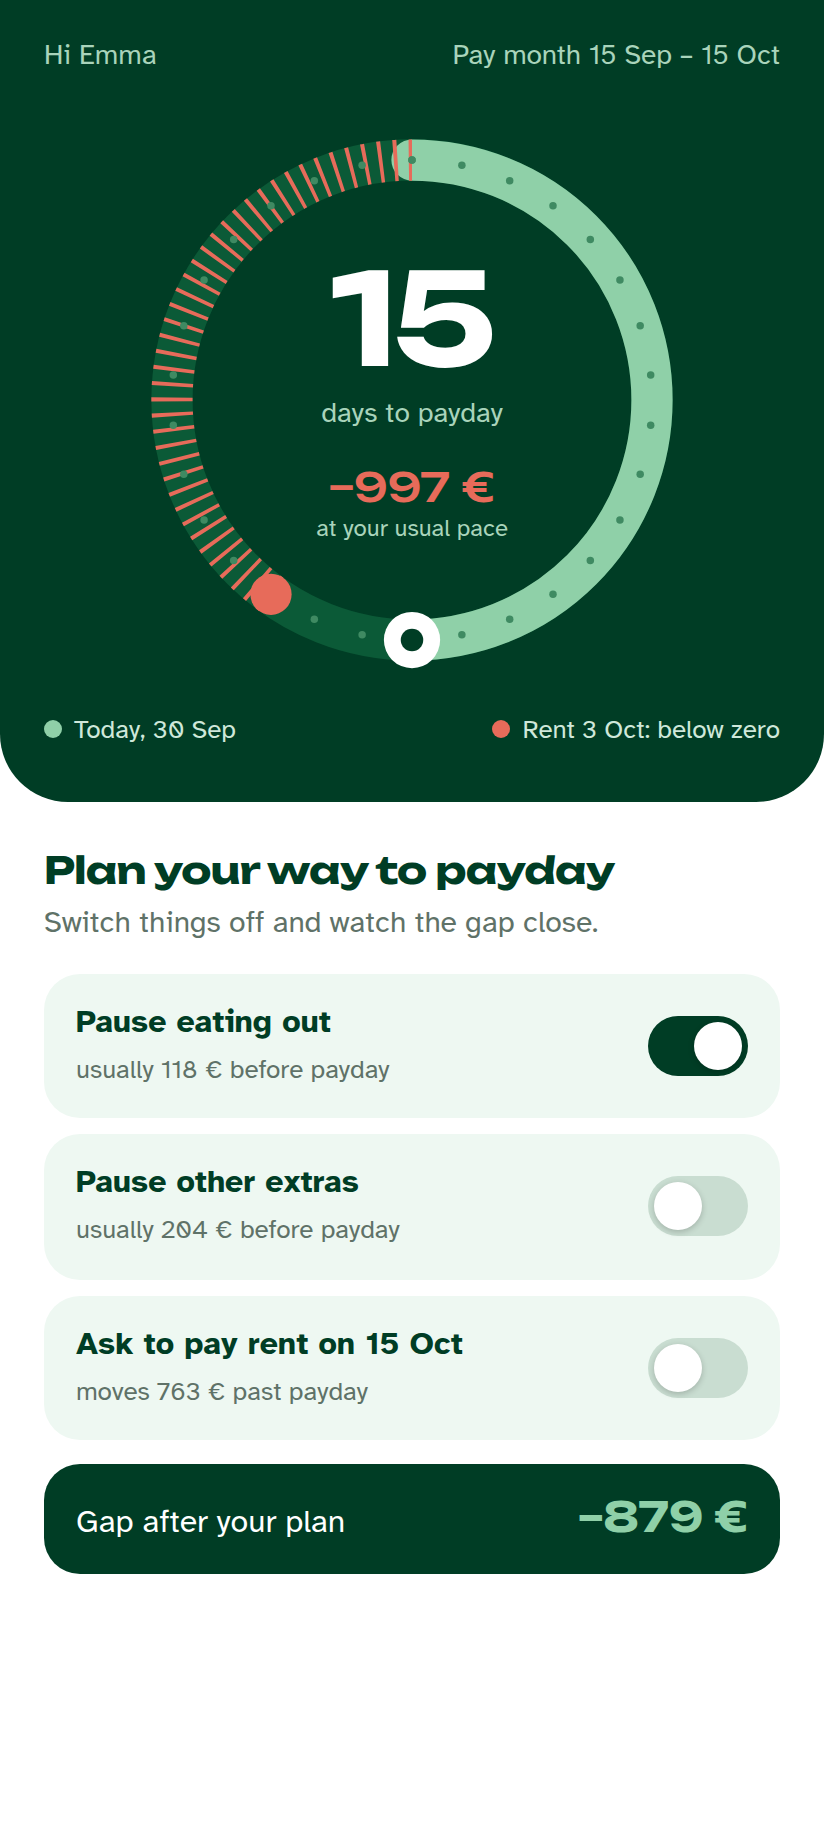 Hi Emma
Pay month 15 Sep – 15 Oct
15
days to payday
–997 €
at your usual pace
Today, 30 Sep
Rent 3 Oct: below zero
Plan your way to payday
Switch things off and watch the gap close.
Pause eating out
usually 118 € before payday
Pause other extras
usually 204 € before payday
Ask to pay rent on 15 Oct
moves 763 € past payday
Gap after your plan
–879 €